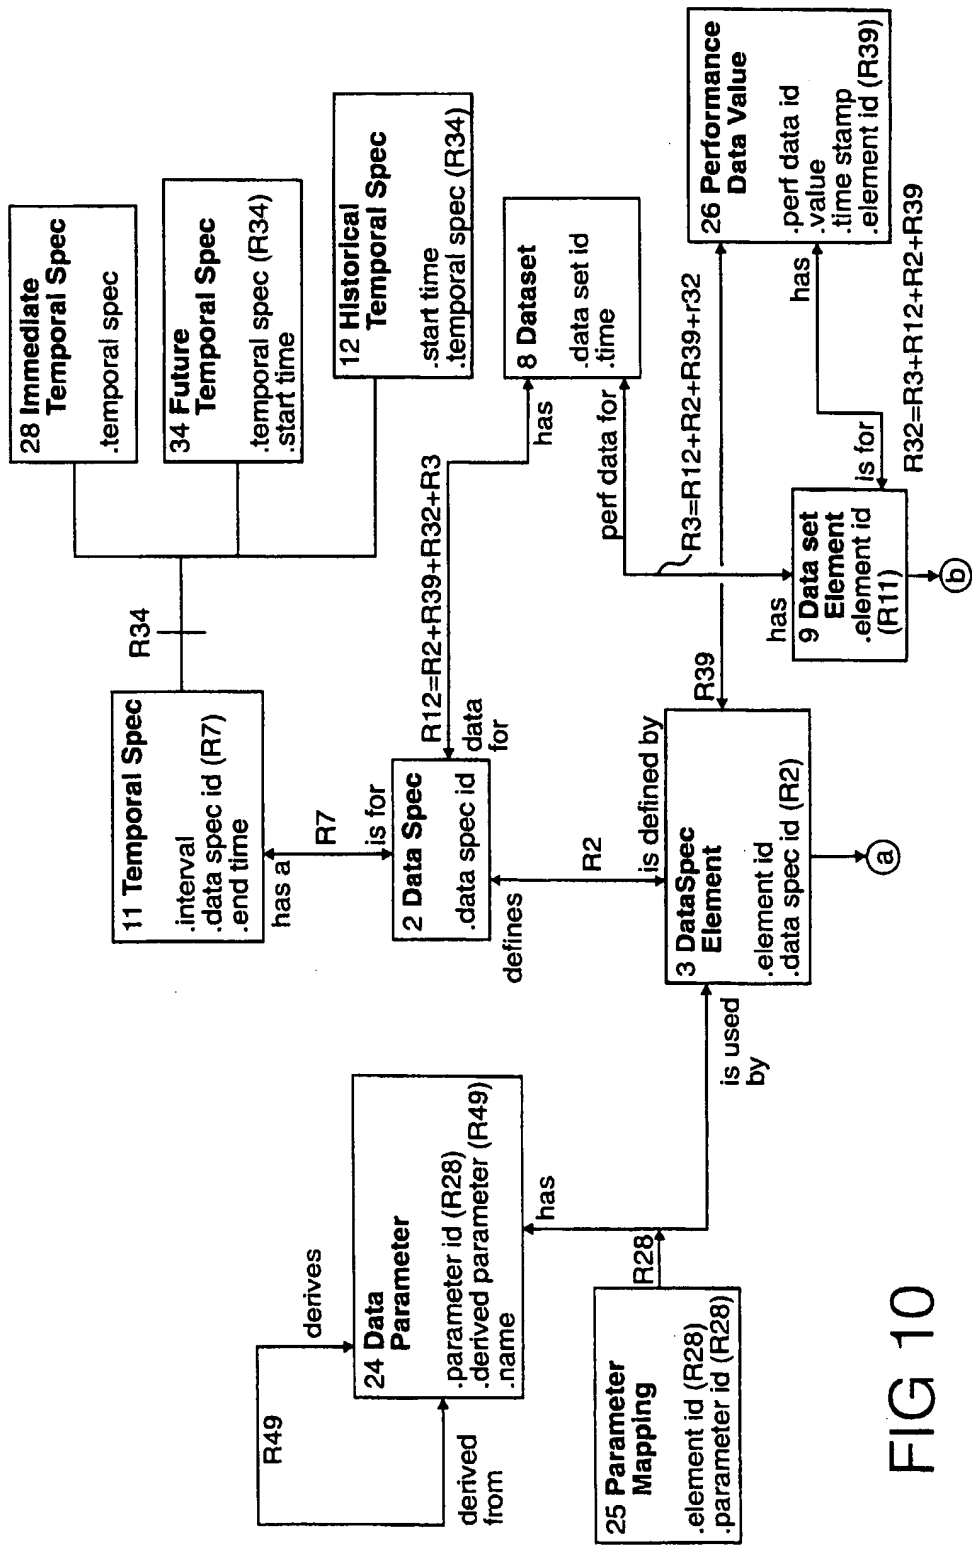 28 Immediate
Temporal Spec
.temporal spec
34 Future
Temporal Spec
.temporal spec (R34)
.start time
12 Historical
Temporal Spec
.start time
.temporal spec (R34)
R34
11 Temporal Spec
.interval
.data spec id (R7)
.end time
has a
R7
is for
2 Data Spec
.data spec id
R12=R2+R39+R32+R3
data
for
has
8 Dataset
.data set id
.time
perf data for
R3=R12+R2+R39+r32
has
9 Data set
Element
.element id
(R11)
b
is for
R32=R3+R12+R2+R39
has
26 Performance
Data Value
.perf data id
.value
.time stamp
.element id (R39)
R39
defines
R2
is defined by
3 DataSpec
Element
.element id
.data spec id (R2)
a
is used
by
R49
derives
derived
from
24 Data
Parameter
.parameter id (R28)
.derived parameter (R49)
.name
has
R28
25 Parameter
Mapping
.element id (R28)
.parameter id (R28)
FIG 10